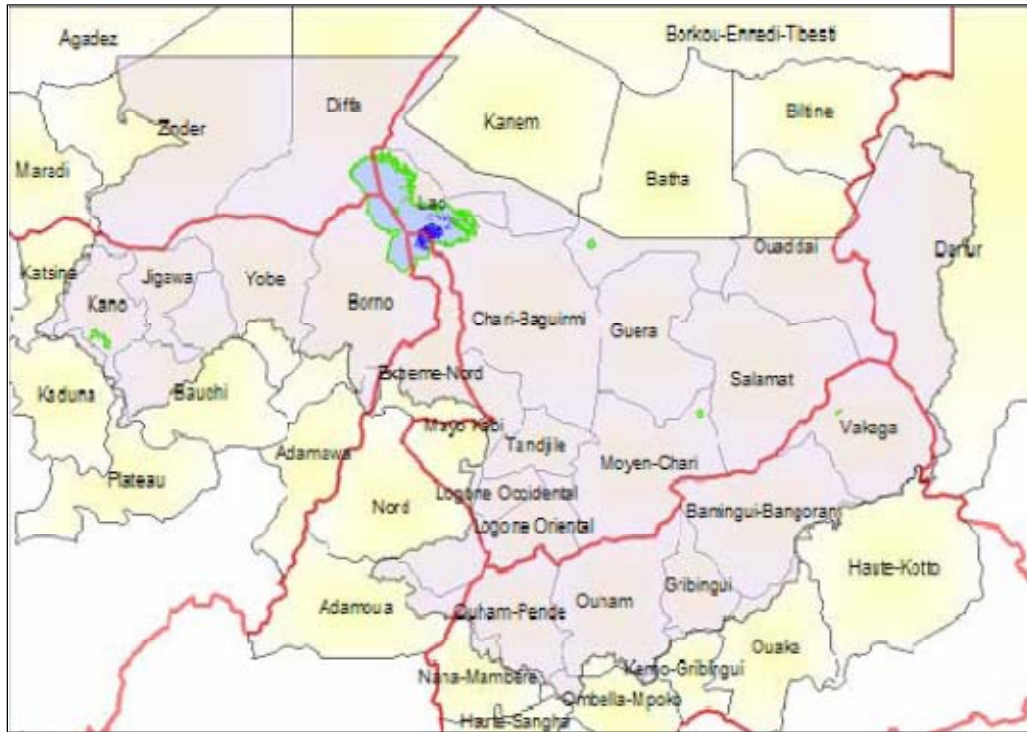 Agadez
Borkou-Ennedi-Tibesti
Diffa
Biltine
Zinder
Kanem
Maradi
Batha
Lac
Ouaddai
Darfur
Katsina
Jigawa
Yobe
Kano
Borno
Chari-Baguirmi
Guera
Extreme-Nord
Salamat
Kaduna
Bauchi
Mayo Kebi
Vakaga
Tandjile
Adamawa
Moyen-Chari
Plateau
Logone Occidental
Nord
Bamingui-Bangoran
Logone Oriental
Haute-Kotto
Gribingui
Adamoua
Ouham-Pende
Ouham
Ouaka
Nana-Mambere
Kemo-Gribingui
Ombella-Mpoko
Haute-Sangha